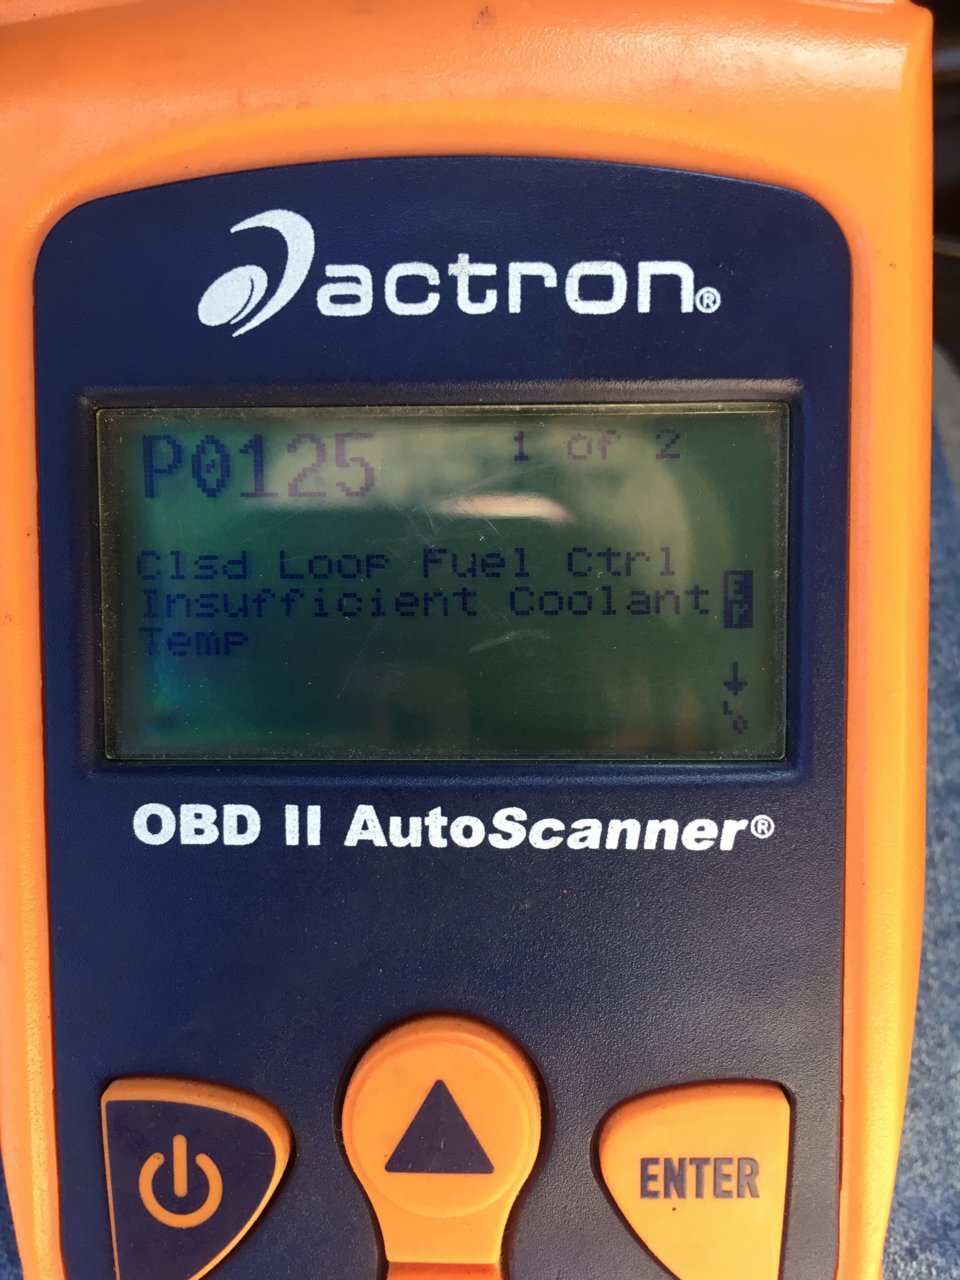 actron®
P0125 1 of 2
Clsd Loop Fuel Ctrl
Insufficient Coolant
Temp
OBD II AutoScanner®
ENTER